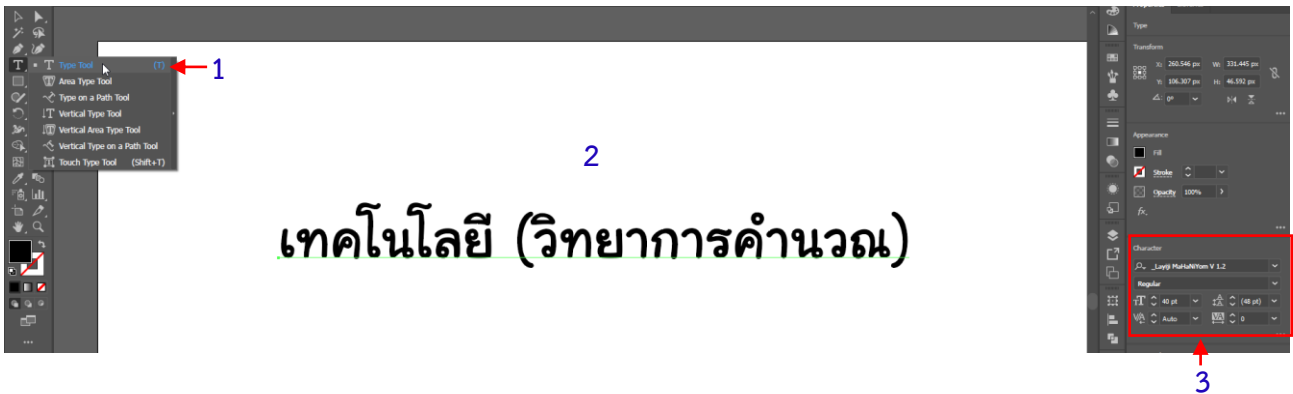 Type
Transform
X: 260.546 px W: 331.445 px
Y: 106.307 px H: 46.592 px
0°
Type Tool (T)
1
Area Type Tool
Type on a Path Tool
Vertical Type Tool
Vertical Area Type Tool
Vertical Type on a Path Tool
Touch Type Tool (Shift+T)
2
เทคโนโลยี (วิทยาการคำนวณ)
Appearance
Fill
Stroke
Opacity 100%
fx.
Character
_Layiji MaHaNiYom V 1.2
Regular
40 pt (48 pt)
Auto 0
3